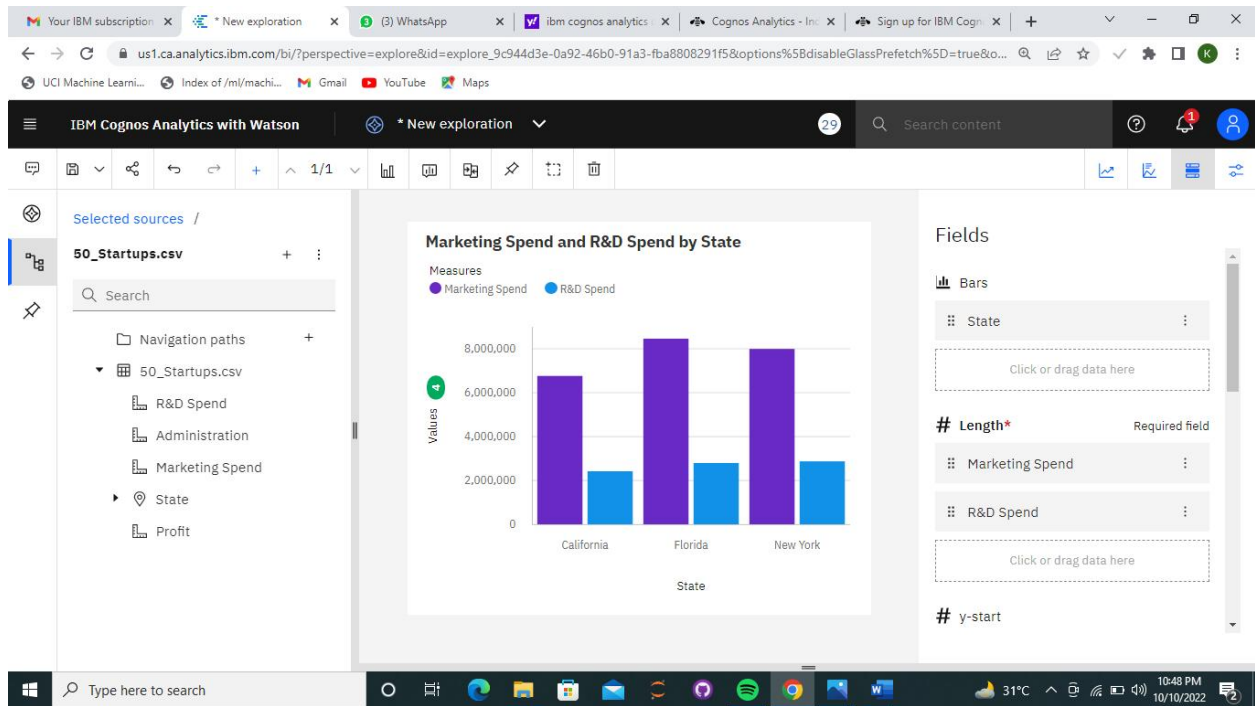 Your IBM subscription
* New exploration
(3) WhatsApp
ibm cognos analytics
Cognos Analytics - In
Sign up for IBM Cogn
us1.ca.analytics.ibm.com/bi/?perspective=explore&id=explore_9c944d3e-0a92-46b0-91a3-fba8808291f5&options%5BdisableGlassPrefetch%5D=true&o...
K
UCI Machine Learni...
Index of /ml/machi...
Gmail
YouTube
Maps
IBM Cognos Analytics with Watson
* New exploration
29
Search content
1
1/1
Selected sources /
50_Startups.csv
Search
Navigation paths
50_Startups.csv
R&D Spend
Administration
Marketing Spend
State
Profit
Marketing Spend and R&D Spend by State
Measures
Marketing Spend R&D Spend
8,000,000
6,000,000
4,000,000
2,000,000
0
Values
4
California Florida New York
State
Fields
Bars
State
Click or drag data here
# Length* Required field
Marketing Spend
R&D Spend
Click or drag data here
# y-start
Type here to search
31°C
10:48 PM
10/10/2022
2